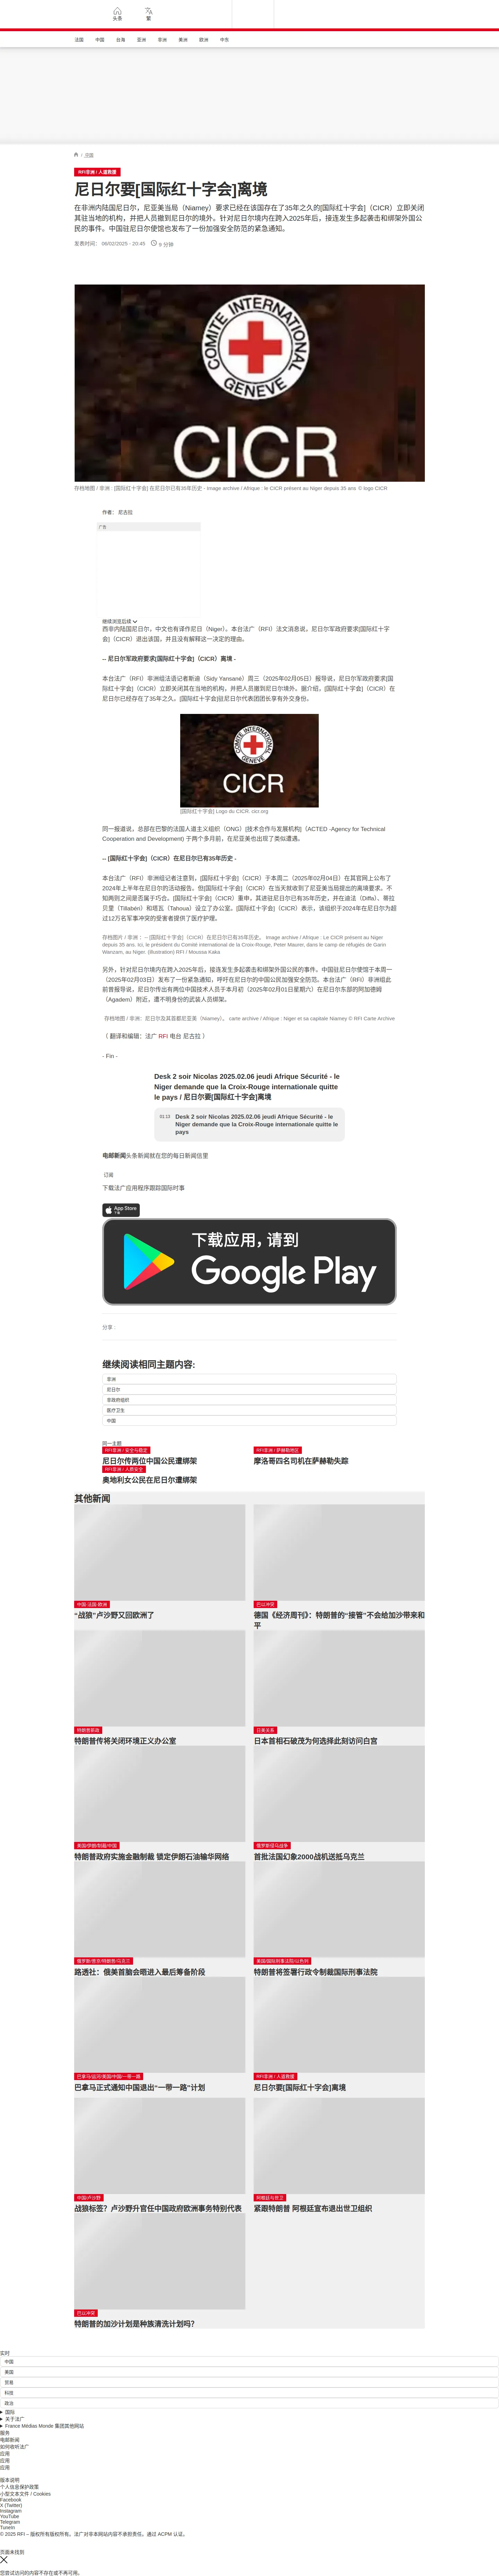 头条
繁
法国
中国
台海
亚洲
非洲
美洲
欧洲
中东
/ 非洲
RFI非洲 / 人道救援
尼日尔要[国际红十字会]离境
在非洲内陆国尼日尔，尼亚美当局（Niamey）要求已经在该国存在了35年之久的[国际红十字会]（CICR）立即关闭
其驻当地的机构，并把人员撤到尼日尔的境外。针对尼日尔境内在跨入2025年后，接连发生多起袭击和绑架外国公
民的事件。中国驻尼日尔使馆也发布了一份加强安全防范的紧急通知。
发表时间： 06/02/2025 - 20:45
9 分钟
COMITE INTERNATIONAL
GENEVE
CICR
存档地图 / 非洲 : [国际红十字会] 在尼日尔已有35年历史 - Image archive / Afrique : le CICR présent au Niger depuis 35 ans © logo CICR
作者： 尼古拉
广告
继续浏览后续
西非内陆国尼日尔，中文也有译作尼日（Niger）。本台法广（RFI）法文消息说，尼日尔军政府要求[国际红十字
会]（CICR）退出该国，并且没有解释这一决定的理由。
-- 尼日尔军政府要求[国际红十字会]（CICR）离境 -
本台法广（RFI）非洲组法语记者斯迪（Sidy Yansané）周三（2025年02月05日）报导说，尼日尔军政府要求[国
际红十字会]（CICR）立即关闭其在当地的机构，并把人员撤到尼日尔境外。据介绍，[国际红十字会]（CICR）在
尼日尔已经存在了35年之久。[国际红十字会]驻尼日尔代表团团长享有外交身份。
COMITE INTERNATIONAL
GENEVE
CICR
[国际红十字会] Logo du CICR. cicr.org
同一报道说，总部在巴黎的法国人道主义组织（ONG）[技术合作与发展机构]（ACTED -Agency for Technical
Cooperation and Development) 于两个多月前，在尼亚美也出现了类似遭遇。
-- [国际红十字会]（CICR）在尼日尔已有35年历史 -
本台法广（RFI）非洲组记者注意到，[国际红十字会]（CICR）于本周二（2025年02月04日）在其官网上公布了
2024年上半年在尼日尔的活动报告。但[国际红十字会]（CICR）在当天就收到了尼亚美当局提出的离境要求。不
知两则之间是否属于巧合。[国际红十字会]（CICR）重申，其进驻尼日尔已有35年历史，并在迪法（Diffa）、蒂拉
贝里（Tillabéri）和塔瓦（Tahoua）设立了办公室。[国际红十字会]（CICR）表示，该组织于2024年在尼日尔为超
过12万名军事冲突的受害者提供了医疗护理。
存档图片 / 非洲 ：－[国际红十字会]（CICR）在尼日尔已有35年历史。 Image archive / Afrique : Le CICR présent au Niger
depuis 35 ans. Ici, le président du Comité international de la Croix-Rouge, Peter Maurer, dans le camp de réfugiés de Garin
Wanzam, au Niger. (illustration) RFI / Moussa Kaka
另外，针对尼日尔境内在跨入2025年后，接连发生多起袭击和绑架外国公民的事件。中国驻尼日尔使馆于本周一
（2025年02月03日）发布了一份紧急通知，呼吁在尼日尔的中国公民加强安全防范。本台法广（RFI）非洲组此
前曾报导说，尼日尔传出有两位中国技术人员于本月初（2025年02月01日星期六）在尼日尔东部的阿加德姆
（Agadem）附近，遭不明身份的武装人员绑架。
存档地图 / 非洲：尼日尔及其首都尼亚美（Niamey）。 carte archive / Afrique : Niger et sa capitale Niamey © RFI Carte Archive
（ 翻译和编辑：法广 RFI 电台 尼古拉 ）
- Fin -
Desk 2 soir Nicolas 2025.02.06 jeudi Afrique Sécurité - le
Niger demande que la Croix-Rouge internationale quitte
le pays / 尼日尔要[国际红十字会]离境
01:13
Desk 2 soir Nicolas 2025.02.06 jeudi Afrique Sécurité - le
Niger demande que la Croix-Rouge internationale quitte le
pays
电邮新闻头条新闻就在您的每日新闻信里
订阅
下载法广应用程序跟踪国际时事
App Store
下载
下载应用，请到
Google Play
分享 :
继续阅读相同主题内容:
非洲
尼日尔
非政府组织
医疗卫生
中国
同一主题
RFI非洲 / 安全与稳定
尼日尔传两位中国公民遭绑架
RFI非洲 / 萨赫勒地区
摩洛哥四名司机在萨赫勒失踪
RFI非洲 / 人质安全
奥地利女公民在尼日尔遭绑架
其他新闻
中国·法国·欧洲
“战狼”卢沙野又回欧洲了
巴以冲突
德国《经济周刊》：特朗普的“接管”不会给加沙带来和
平
特朗普新政
特朗普传将关闭环境正义办公室
日美关系
日本首相石破茂为何选择此刻访问白宫
美国/伊朗/制裁/中国
特朗普政府实施金融制裁 锁定伊朗石油输华网络
俄罗斯侵乌战争
首批法国幻象2000战机送抵乌克兰
俄罗斯/普京/特朗普/乌克兰
路透社：俄美首脑会晤进入最后筹备阶段
美国/国际刑事法院/以色列
特朗普将签署行政令制裁国际刑事法院
巴拿马/运河/美国/中国/一带一路
巴拿马正式通知中国退出“一带一路”计划
RFI非洲 / 人道救援
尼日尔要[国际红十字会]离境
中国/卢沙野
战狼标签？卢沙野升官任中国政府欧洲事务特别代表
阿根廷与世卫
紧跟特朗普 阿根廷宣布退出世卫组织
巴以冲突
特朗普的加沙计划是种族清洗计划吗？
实时
中国
美国
贸易
科技
政治
国际
关于法广
France Médias Monde 集团其他网站
服务
电邮新闻
如何收听法广
应用
应用
应用
版本说明
个人信息保护政策
小型文本文件 / Cookies
Facebook
X (Twitter)
Instagram
YouTube
Telegram
TuneIn
© 2025 RFI – 版权所有版权所有。法广对非本网站内容不承担责任。通过 ACPM 认证。
页面未找到
您尝试访问的内容不存在或不再可用。